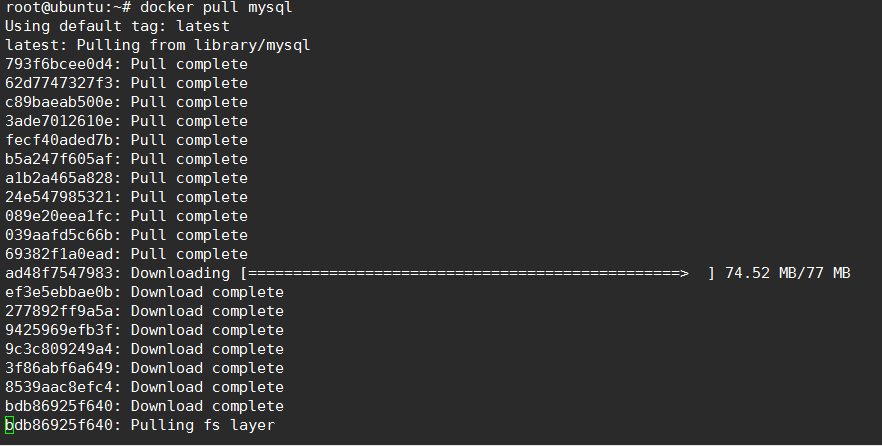 root@ubuntu:~# docker pull mysql
Using default tag: latest
latest: Pulling from library/mysql
793f6bcee0d4: Pull complete
62d7747327f3: Pull complete
c89baeab500e: Pull complete
3ade7012610e: Pull complete
fecf40aded7b: Pull complete
b5a247f605af: Pull complete
a1b2a465a828: Pull complete
24e547985321: Pull complete
089e20eea1fc: Pull complete
039aafd5c66b: Pull complete
69382f1a0ead: Pull complete
ad48f7547983: Downloading [================================================>  ] 74.52 MB/77 MB
ef3e5ebbae0b: Download complete
277892ff9a5a: Download complete
9425969efb3f: Download complete
9c3c809249a4: Download complete
3f86abf6a649: Download complete
8539aac8efc4: Download complete
bdb86925f640: Download complete
bdb86925f640: Pulling fs layer